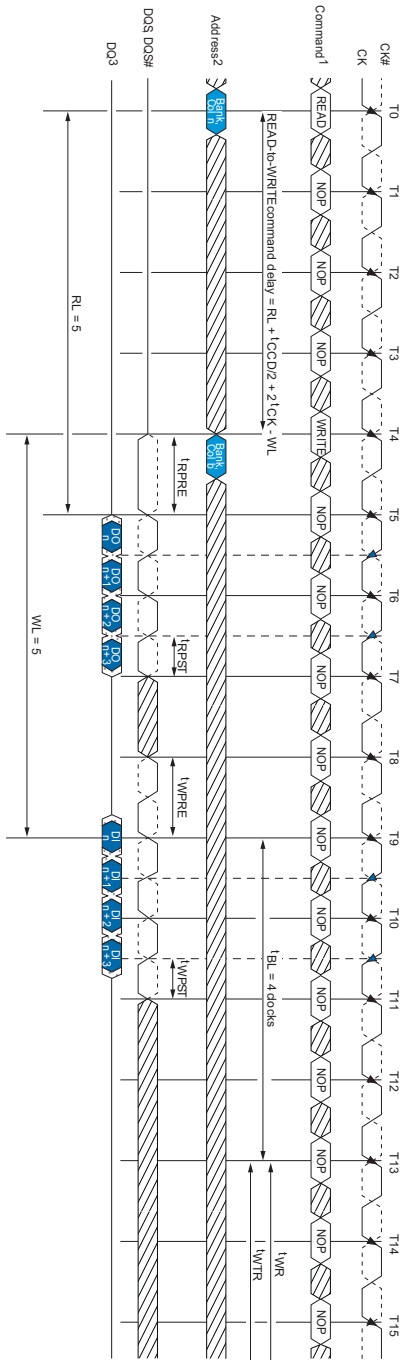 T0 T1 T2 T3 T4 T5 T6 T7 T8 T9 T10 T11 T12 T13 T14 T15
CK#
CK
Command1 READ NOP NOP NOP WRITE NOP NOP NOP NOP NOP NOP NOP NOP NOP NOP NOP
tWR
READ-to-WRITEcommand delay = RL + tCCD/2 + 2tCK - WL
tBL = 4 docks
tWTR
Address2 Bank, Col n Bank, Col b
tRPRE tRPST tWPRE tWPST
DQS, DQS#
DQ3 DO n DO n+1 DO n+2 DO n+3 DI n DI n+1 DI n+2 DI n+3
RL = 5
WL = 5